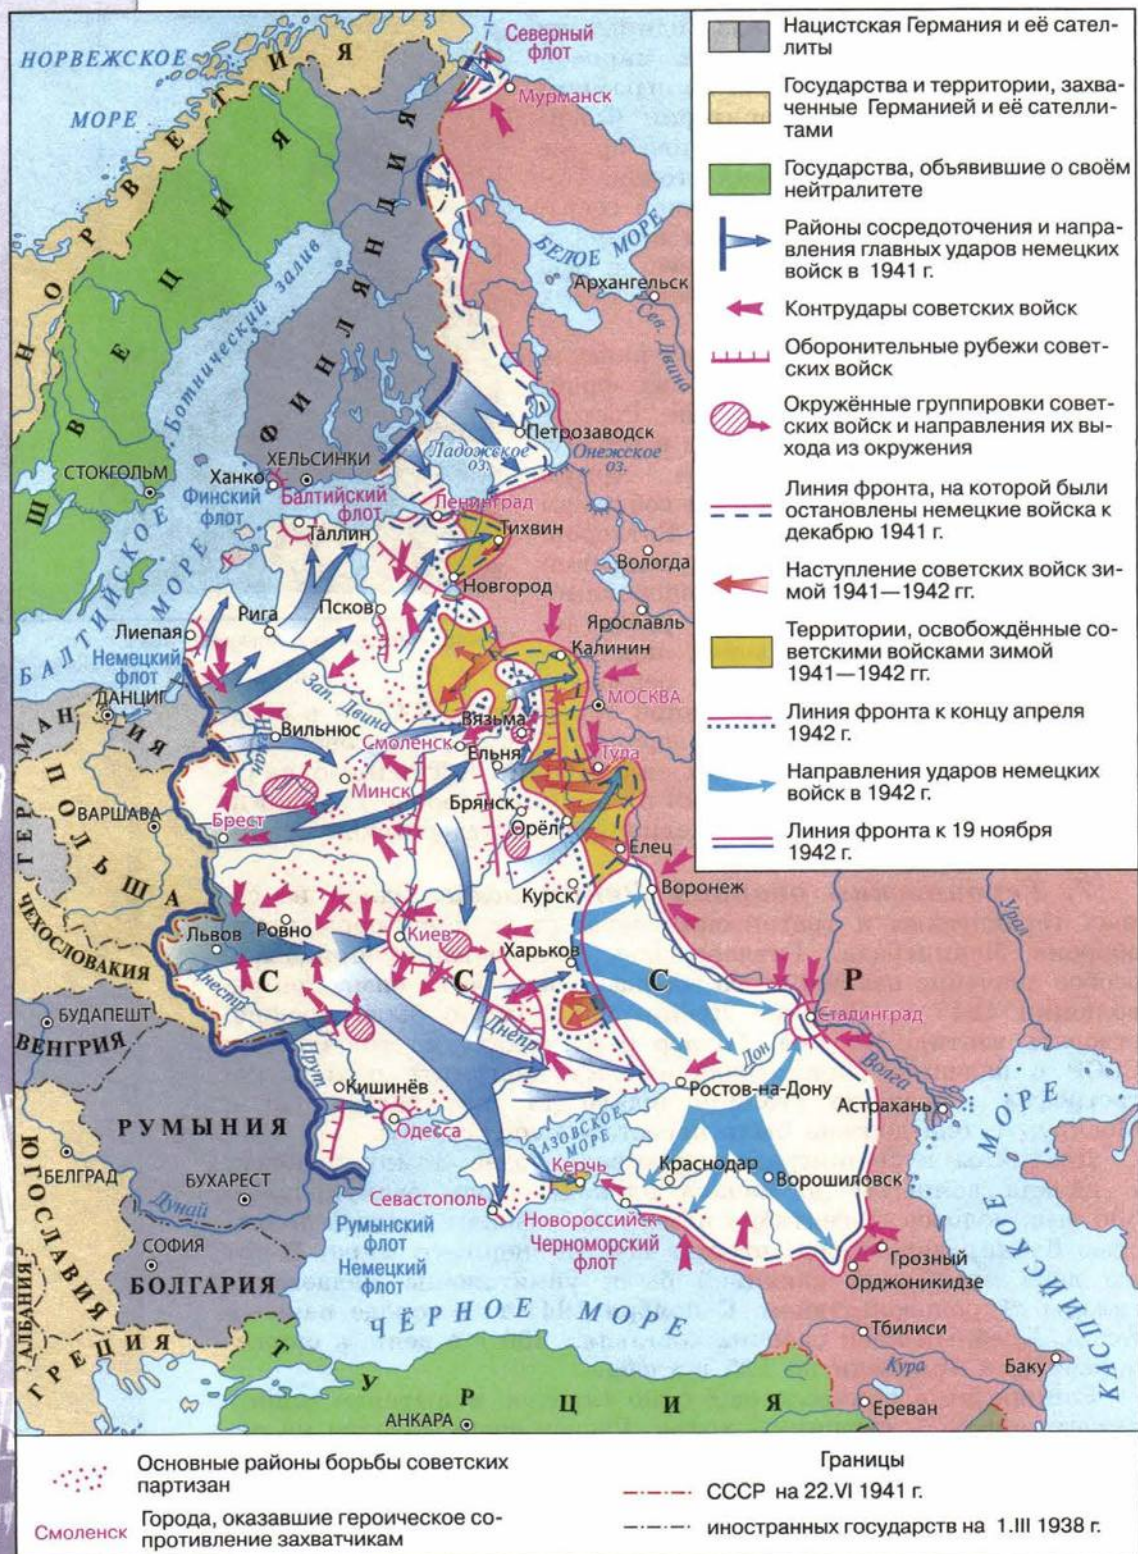 НОРВЕЖСКОЕ
МОРЕ
НОРВЕГИЯ
ШВЕЦИЯ
ФИНЛЯНДИЯ
Северный
флот
Мурманск
БЕЛОЕ МОРЕ
Архангельск
Сев. Двина
Ботнический залив
Петрозаводск
Ладожское
оз.
Онежское
оз.
СТОКГОЛЬМ
Ханко
ХЕЛЬСИНКИ
Финский
флот
Балтийский
флот
Ленинград
Таллин
Тихвин
Вологда
Новгород
БАЛТИЙСКОЕ
МОРЕ
Рига
Псков
Ярославль
Лиепая
Калинин
Немецкий
флот
Зап. Двина
МОСКВА
ДАНЦИГ
ГЕРМАНИЯ
Вильнюс
Неман
Смоленск
Вязьма
Ельня
Тула
Минск
ПОЛЬША
ВАРШАВА
Брест
Брянск
Орёл
Елец
ЧЕХОСЛОВАКИЯ
Курск
Воронеж
Урал
Львов
Ровно
Киев
Харьков
С С С Р
Днестр
Днепр
Сталинград
БУДАПЕШТ
ВЕНГРИЯ
Прут
Дон
Волга
Кишинёв
Ростов-на-Дону
Астрахань
РУМЫНИЯ
Одесса
АЗОВСКОЕ
МОРЕ
ЮГОСЛАВИЯ
БЕЛГРАД
БУХАРЕСТ
Керчь
Краснодар
Ворошиловск
Дунай
Севастополь
Новороссийск
Черноморский
флот
Румынский
флот
Немецкий
флот
СОФИЯ
БОЛГАРИЯ
Грозный
Орджоникидзе
КАСПИЙСКОЕ МОРЕ
АЛБАНИЯ
ГРЕЦИЯ
ЧЁРНОЕ МОРЕ
Тбилиси
Кура
Баку
ТУРЦИЯ
АНКАРА
Ереван
Нацистская Германия и её сател-
литы
Государства и территории, захва-
ченные Германией и её сателли-
тами
Государства, объявившие о своём
нейтралитете
Районы сосредоточения и напра-
вления главных ударов немецких
войск в 1941 г.
Контрудары советских войск
Оборонительные рубежи совет-
ских войск
Окружённые группировки совет-
ских войск и направления их вы-
хода из окружения
Линия фронта, на которой были
остановлены немецкие войска к
декабрю 1941 г.
Наступление советских войск зи-
мой 1941—1942 гг.
Территории, освобождённые со-
ветскими войсками зимой
1941—1942 гг.
Линия фронта к концу апреля
1942 г.
Направления ударов немецких
войск в 1942 г.
Линия фронта к 19 ноября
1942 г.
Основные районы борьбы советских
партизан
Смоленск
Города, оказавшие героическое со-
противление захватчикам
Границы
СССР на 22.VI 1941 г.
иностранных государств на 1.III 1938 г.